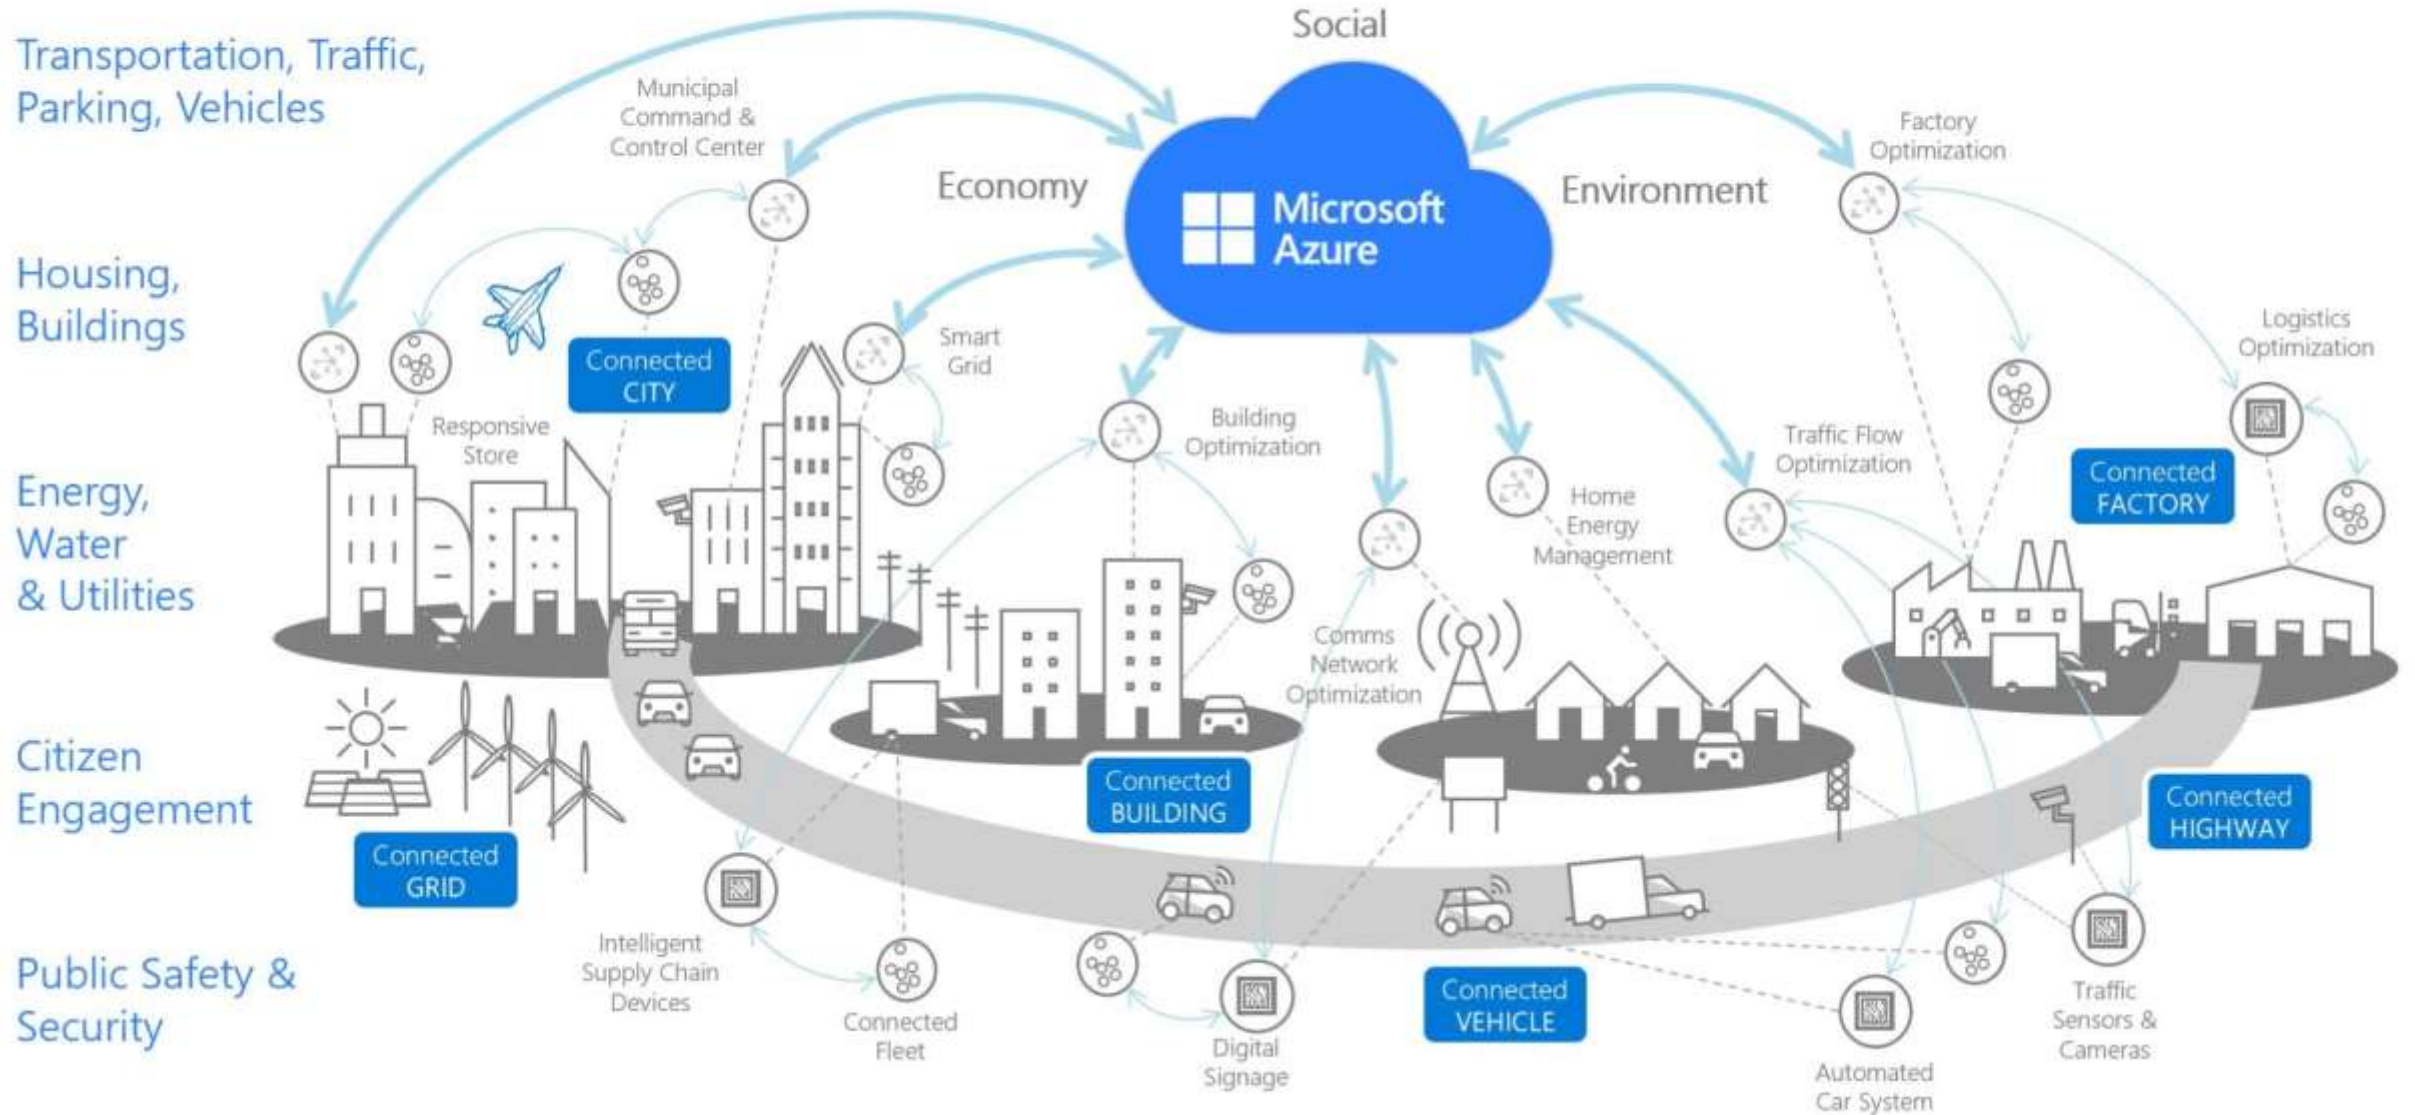 Transportation, Traffic,
Parking, Vehicles
Housing,
Buildings
Energy,
Water
& Utilities
Citizen
Engagement
Public Safety &
Security
Social
Economy
Environment
Microsoft
Azure
Municipal
Command &
Control Center
Factory
Optimization
Connected
CITY
Responsive
Store
Smart
Grid
Building
Optimization
Comms
Network
Optimization
Home
Energy
Management
Traffic Flow
Optimization
Logistics
Optimization
Connected
FACTORY
Connected
GRID
Connected
BUILDING
Connected
HIGHWAY
Intelligent
Supply Chain
Devices
Connected
Fleet
Digital
Signage
Connected
VEHICLE
Automated
Car System
Traffic
Sensors &
Cameras